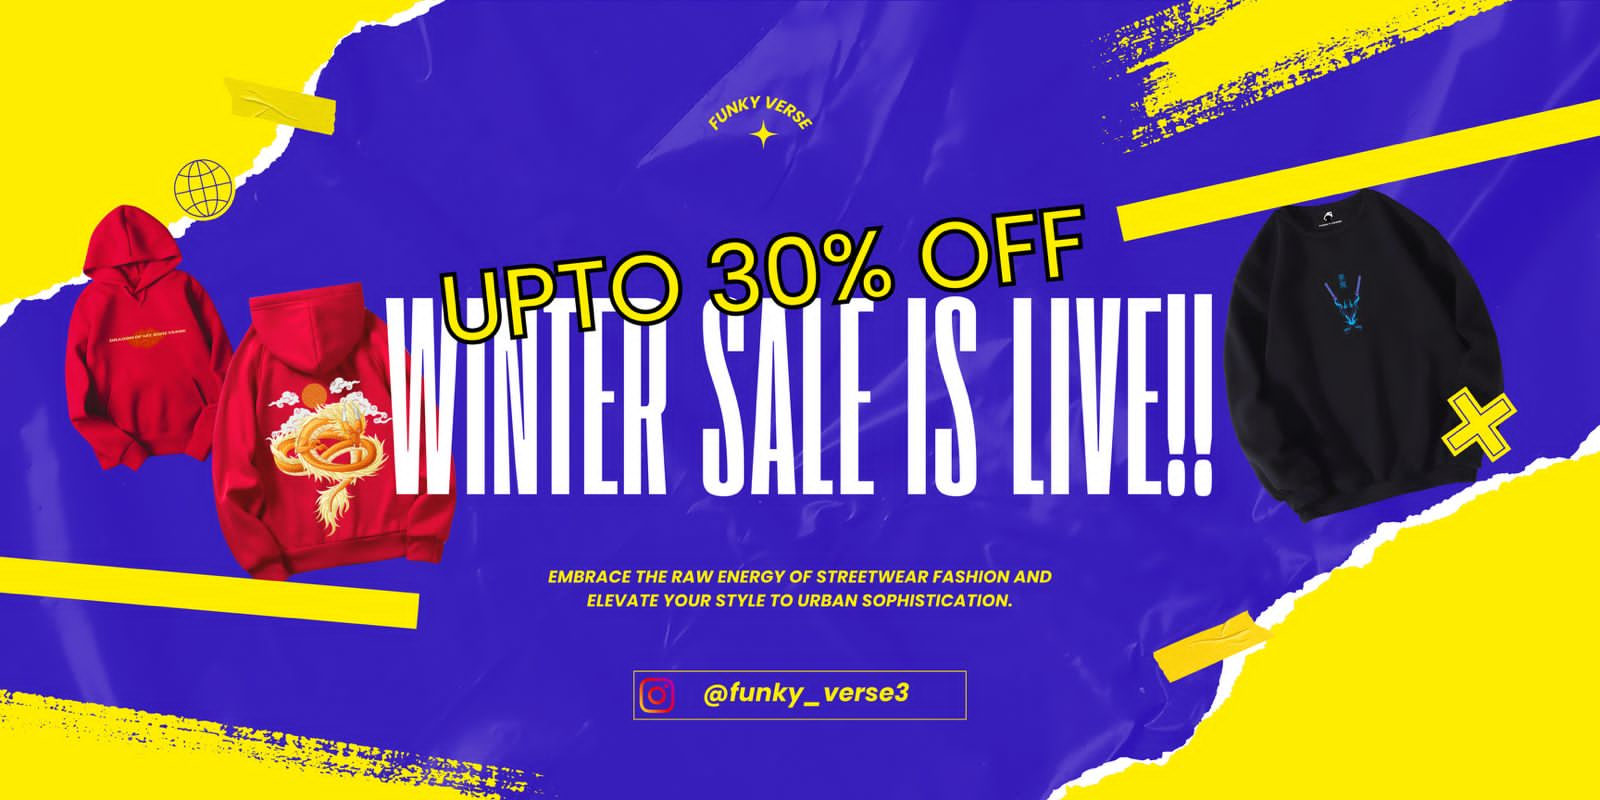 FUNKY VERSE
UPTO 30% OFF
WINTER SALE IS LIVE!!
EMBRACE THE RAW ENERGY OF STREETWEAR FASHION AND
ELEVATE YOUR STYLE TO URBAN SOPHISTICATION.
@funky_verse3